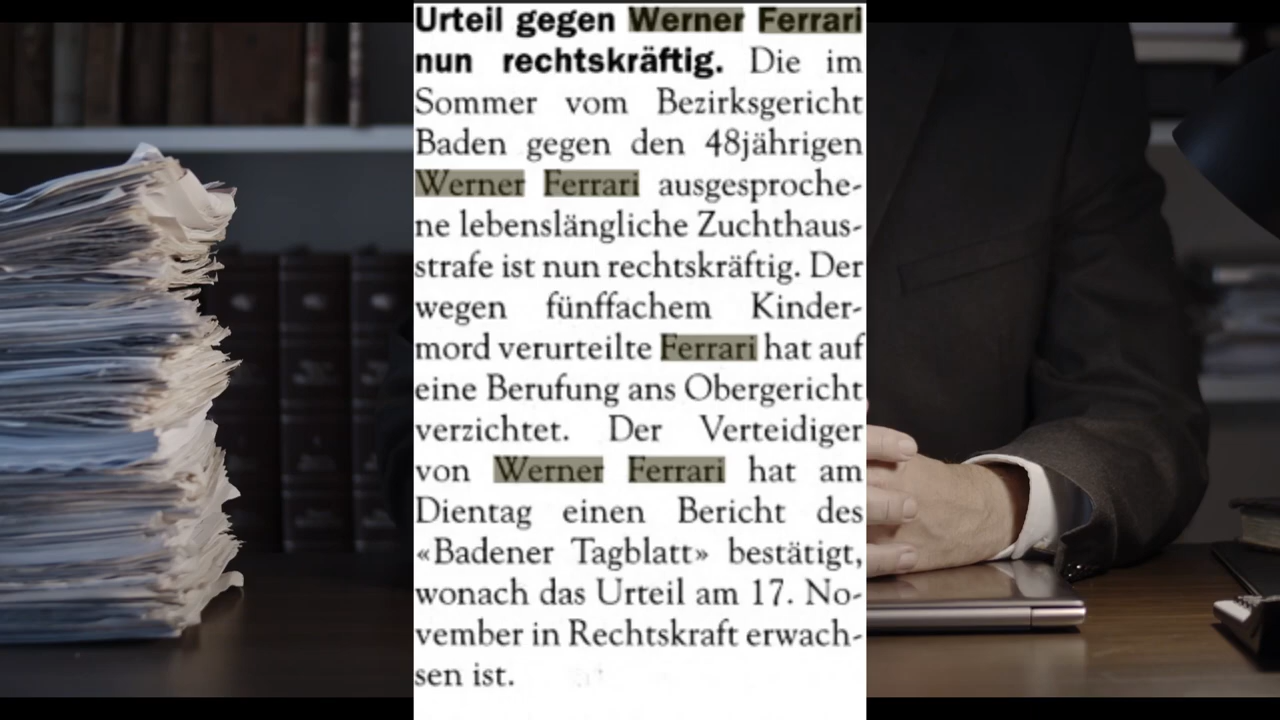 Urteil gegen Werner Ferrari
nun rechtskräftig. Die im
Sommer vom Bezirksgericht
Baden gegen den 48jährigen
Werner Ferrari ausgesproche-
ne lebenslängliche Zuchthaus-
strafe ist nun rechtskräftig. Der
wegen fünffachem Kinder-
mord verurteilte Ferrari hat auf
eine Berufung ans Obergericht
verzichtet. Der Verteidiger
von Werner Ferrari hat am
Dientag einen Bericht des
«Badener Tagblatt» bestätigt,
wonach das Urteil am 17. No-
vember in Rechtskraft erwach-
sen ist.